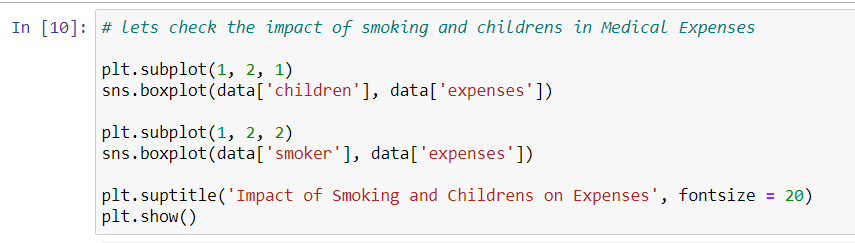 In [10]: # lets check the impact of smoking and childrens in Medical Expenses
plt.subplot(1, 2, 1)
sns.boxplot(data['children'], data['expenses'])
plt.subplot(1, 2, 2)
sns.boxplot(data['smoker'], data['expenses'])
plt.suptitle('Impact of Smoking and Childrens on Expenses', fontsize = 20)
plt.show()